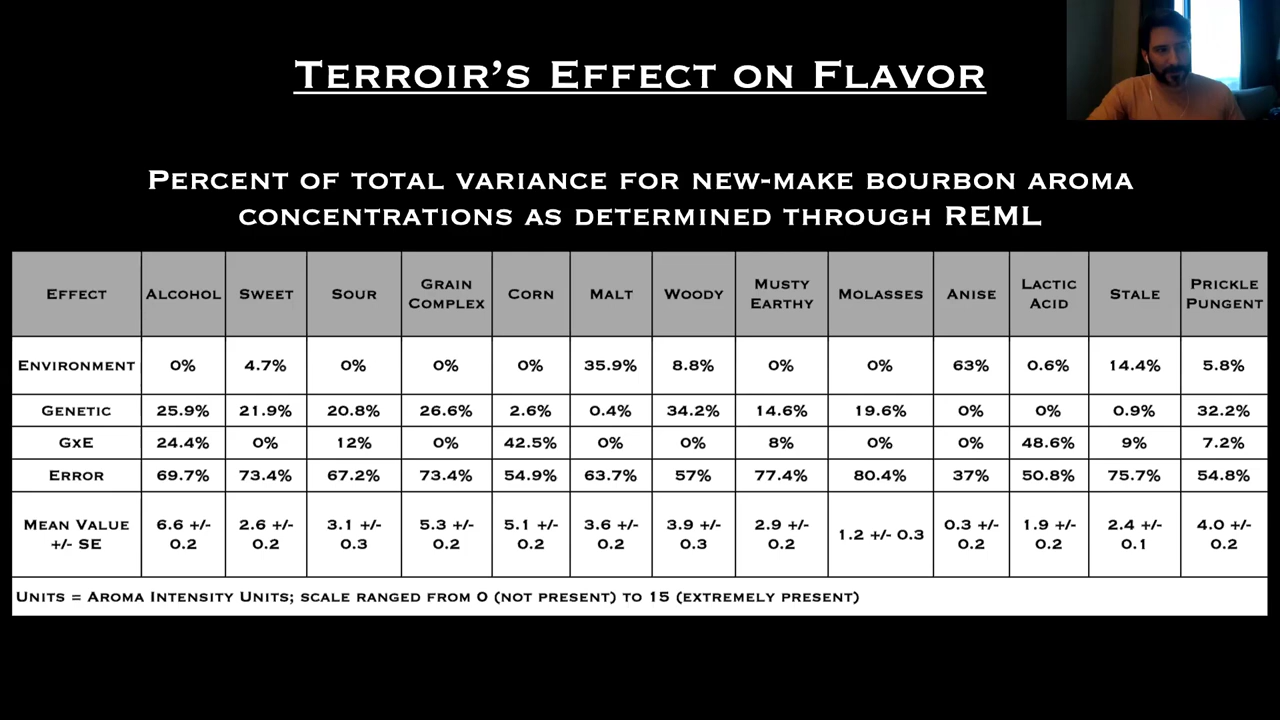 Terroir's Effect on Flavor
Percent of total variance for new-make bourbon aroma
concentrations as determined through REML
Effect Alcohol Sweet Sour Grain Complex Corn Malt Woody Musty Earthy Molasses Anise Lactic Acid Stale Prickle Pungent
Environment 0% 4.7% 0% 0% 0% 35.9% 8.8% 0% 0% 63% 0.6% 14.4% 5.8%
Genetic 25.9% 21.9% 20.8% 26.6% 2.6% 0.4% 34.2% 14.6% 19.6% 0% 0% 0.9% 32.2%
GxE 24.4% 0% 12% 0% 42.5% 0% 0% 8% 0% 0% 48.6% 9% 7.2%
Error 69.7% 73.4% 67.2% 73.4% 54.9% 63.7% 57% 77.4% 80.4% 37% 50.8% 75.7% 54.8%
Mean Value +/- SE 6.6 +/- 0.2 2.6 +/- 0.2 3.1 +/- 0.3 5.3 +/- 0.2 5.1 +/- 0.2 3.6 +/- 0.2 3.9 +/- 0.3 2.9 +/- 0.2 1.2 +/- 0.3 0.3 +/- 0.2 1.9 +/- 0.2 2.4 +/- 0.1 4.0 +/- 0.2
Units = Aroma Intensity Units; scale ranged from 0 (not present) to 15 (extremely present)